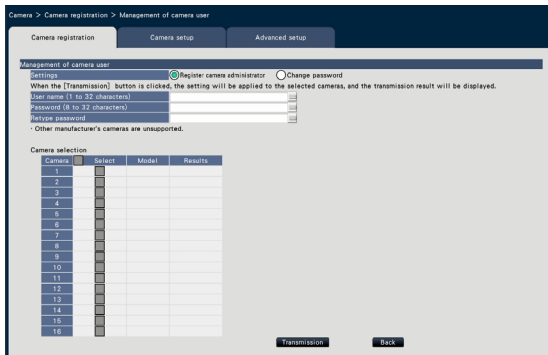 Camera > Camera registration > Management of camera user
Camera registration
Camera setup
Advanced setup
Management of camera user
Settings
Register camera administrator
Change password
When the [Transmission] button is clicked, the setting will be applied to the selected cameras, and the transmission result will be displayed.
User name (1 to 32 characters)
Password (8 to 32 characters)
Retype password
・Other manufacturer's cameras are unsupported.
Camera selection
Camera Select Model Results
1
2
3
4
5
6
7
8
9
10
11
12
13
14
15
16
Transmission
Back